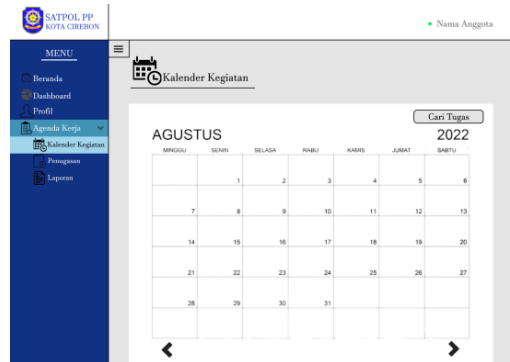 SATPOL PP
KOTA CIREBON
Nama Anggota
MENU
Beranda
Dashboard
Profil
Agenda Kerja
Kalender Kegiatan
Penugasan
Laporan
Kalender Kegiatan
Cari Tugas
AGUSTUS 2022
MINGGU SENIN SELASA RABU KAMIS JUMAT SABTU
1 2 3 4 5 6
7 8 9 10 11 12 13
14 15 16 17 18 19 20
21 22 23 24 25 26 27
28 29 30 31